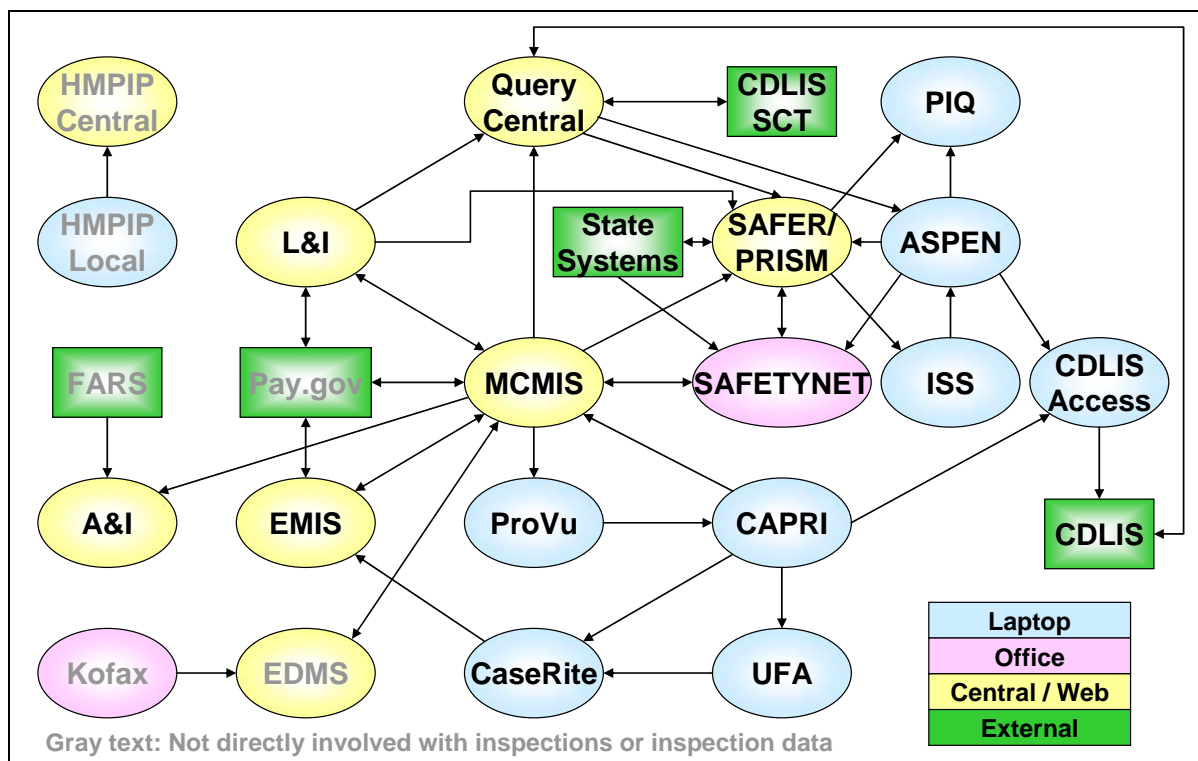 HMPIP
Central
Query
Central
CDLIS
SCT
PIQ
HMPIP
Local
L&I
State
Systems
SAFER/
PRISM
ASPEN
FARS
Pay.gov
MCMIS
SAFETYNET
ISS
CDLIS
Access
A&I
EMIS
ProVu
CAPRI
CDLIS
Kofax
EDMS
CaseRite
UFA
Laptop
Office
Central / Web
External
Gray text: Not directly involved with inspections or inspection data